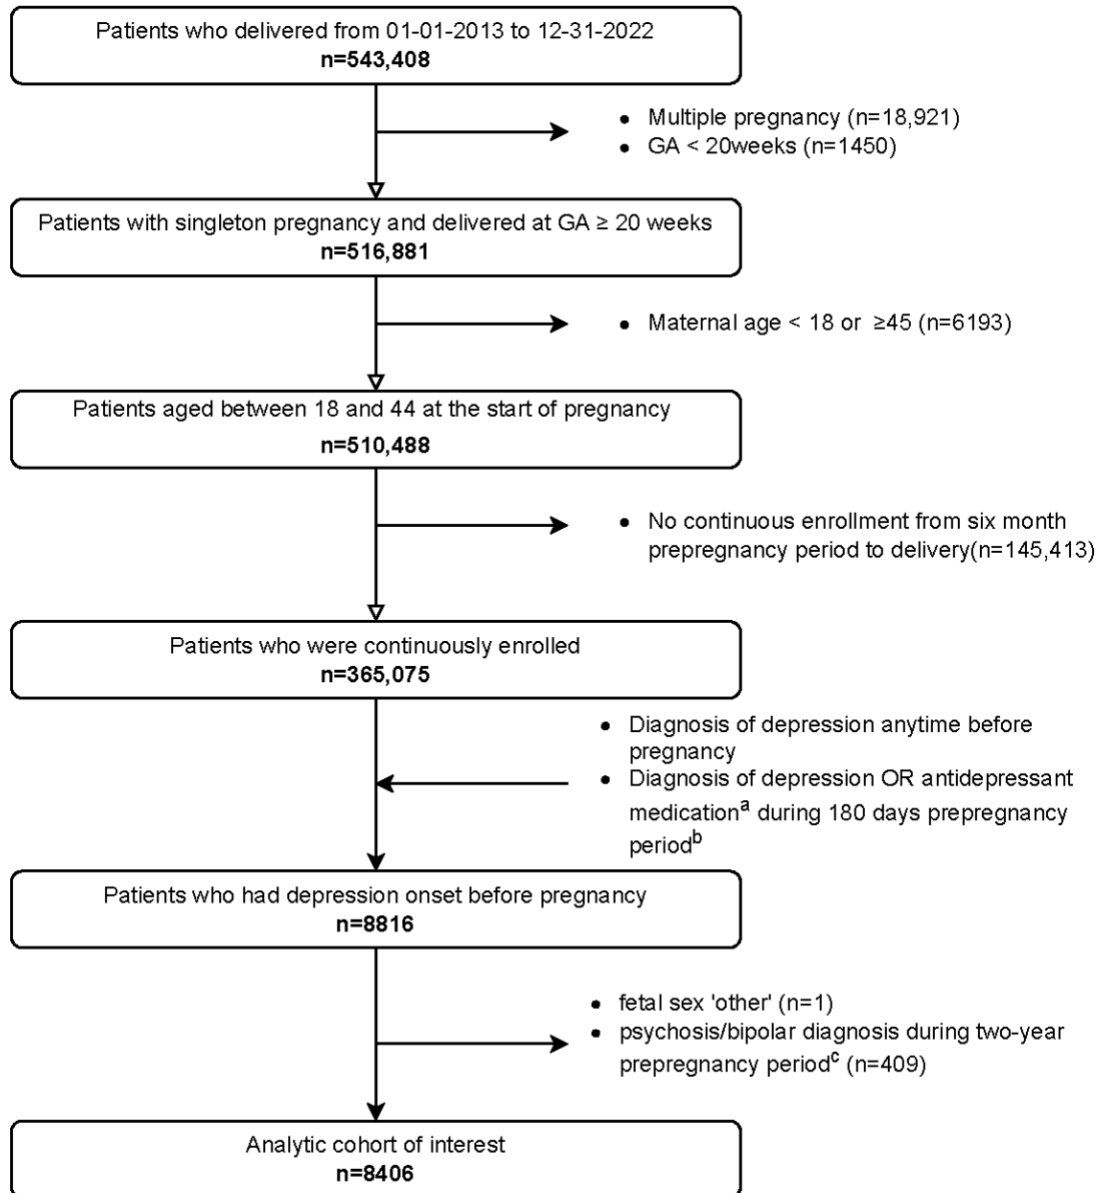 Patients who delivered from 01-01-2013 to 12-31-2022
n=543,408
• Multiple pregnancy (n=18,921)
• GA < 20weeks (n=1450)
Patients with singleton pregnancy and delivered at GA ≥ 20 weeks
n=516,881
• Maternal age < 18 or ≥45 (n=6193)
Patients aged between 18 and 44 at the start of pregnancy
n=510,488
• No continuous enrollment from six month
prepregnancy period to delivery(n=145,413)
Patients who were continuously enrolled
n=365,075
• Diagnosis of depression anytime before
pregnancy
• Diagnosis of depression OR antidepressant
medicationᵃ during 180 days prepregnancy
periodᵇ
Patients who had depression onset before pregnancy
n=8816
• fetal sex 'other' (n=1)
• psychosis/bipolar diagnosis during two-year
prepregnancy periodᶜ (n=409)
Analytic cohort of interest
n=8406